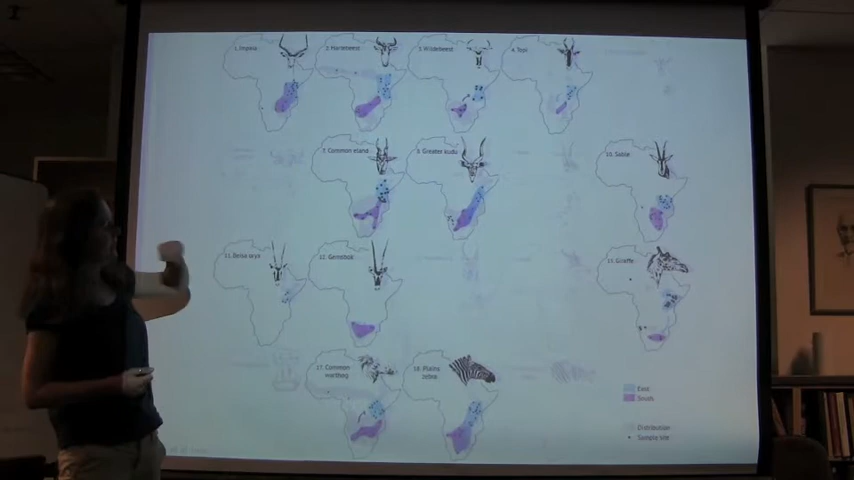 1. Impala
2. Hartebeest
3. Wildebeest
4. Topi
7. Common eland
8. Greater kudu
10. Sable
11. Beisa oryx
12. Gemsbok
17. Common
warthog
18. Plains
zebra
Giraffe
East
South
Distribution
Sample site